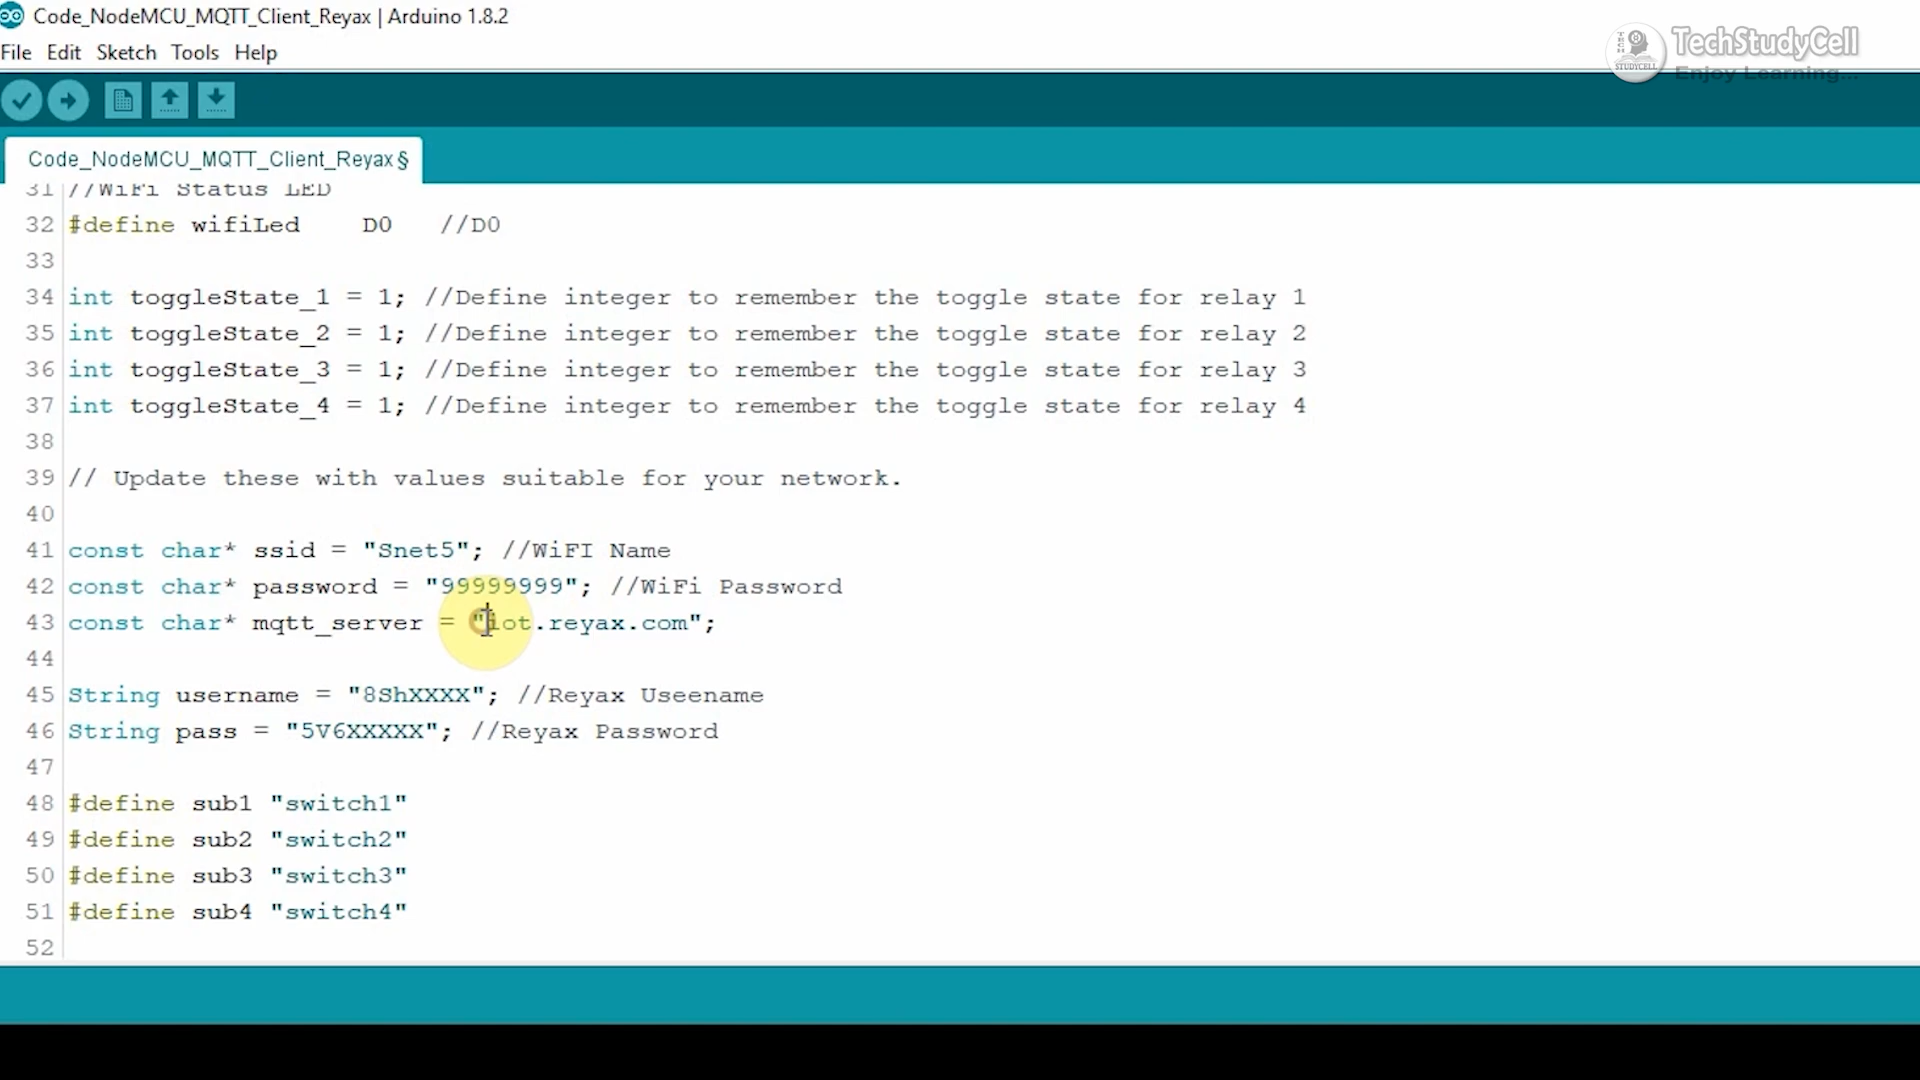 Code_NodeMCU_MQTT_Client_Reyax | Arduino 1.8.2
TechStudyCell
Enjoy Learning...
TECH
STUDYCELL
File Edit Sketch Tools Help
Code_NodeMCU_MQTT_Client_Reyax §
31 //WiFi Status LED
32 #define wifiLed D0 //D0
33
34 int toggleState_1 = 1; //Define integer to remember the toggle state for relay 1
35 int toggleState_2 = 1; //Define integer to remember the toggle state for relay 2
36 int toggleState_3 = 1; //Define integer to remember the toggle state for relay 3
37 int toggleState_4 = 1; //Define integer to remember the toggle state for relay 4
38
39 // Update these with values suitable for your network.
40
41 const char* ssid = "Snet5"; //WiFI Name
42 const char* password = "99999999"; //WiFi Password
43 const char* mqtt_server = "iot.reyax.com";
44
45 String username = "8ShXXXX"; //Reyax Useename
46 String pass = "5V6XXXXX"; //Reyax Password
47
48 #define sub1 "switch1"
49 #define sub2 "switch2"
50 #define sub3 "switch3"
51 #define sub4 "switch4"
52